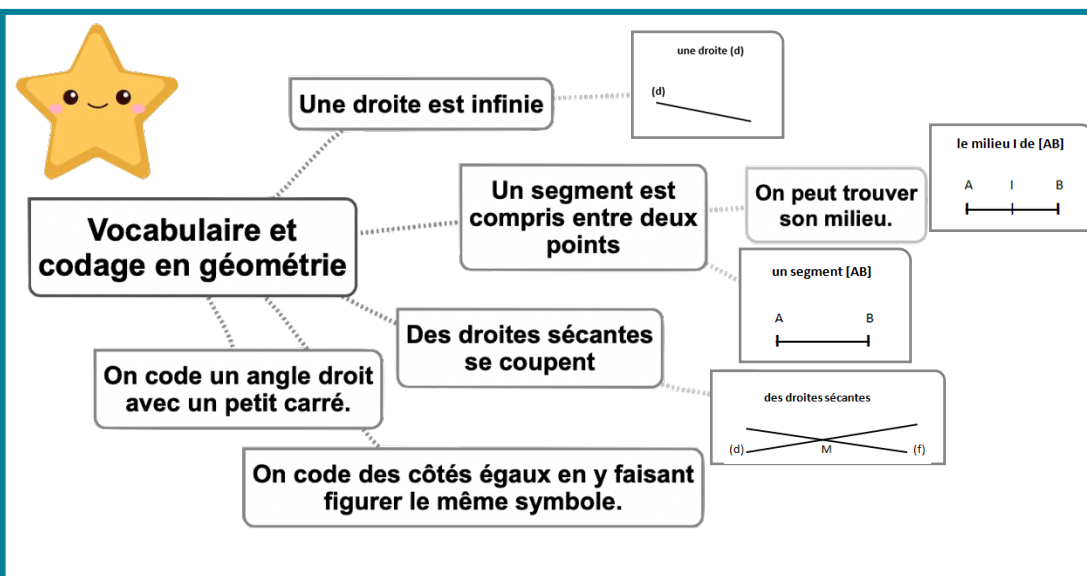 une droite (d)
(d)
Une droite est infinie
le milieu I de [AB]
A I B
Un segment est
compris entre deux
points
On peut trouver
son milieu.
Vocabulaire et
codage en géométrie
un segment [AB]
A B
Des droites sécantes
se coupent
On code un angle droit
avec un petit carré.
des droites sécantes
(d) M (f)
On code des côtés égaux en y faisant
figurer le même symbole.